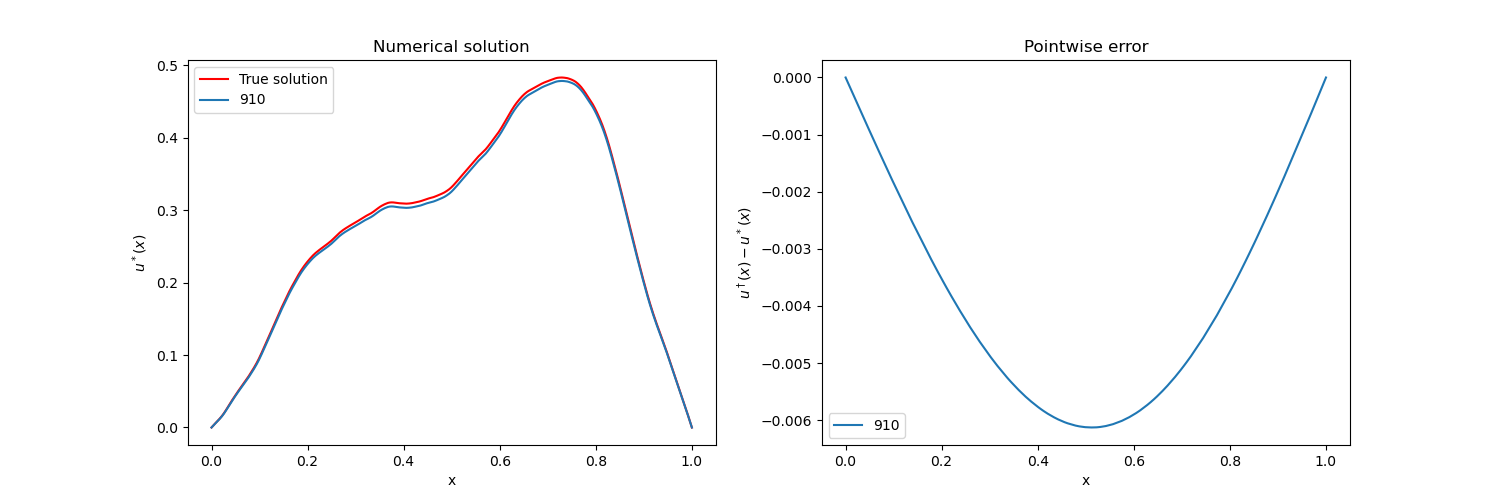 Numerical solution
True solution
910
0.5
0.4
0.3
0.2
0.1
0.0
u*(x)
0.0 0.2 0.4 0.6 0.8 1.0
x
Pointwise error
0.000
−0.001
−0.002
−0.003
−0.004
−0.005
−0.006
u†(x) − u*(x)
910
0.0 0.2 0.4 0.6 0.8 1.0
x